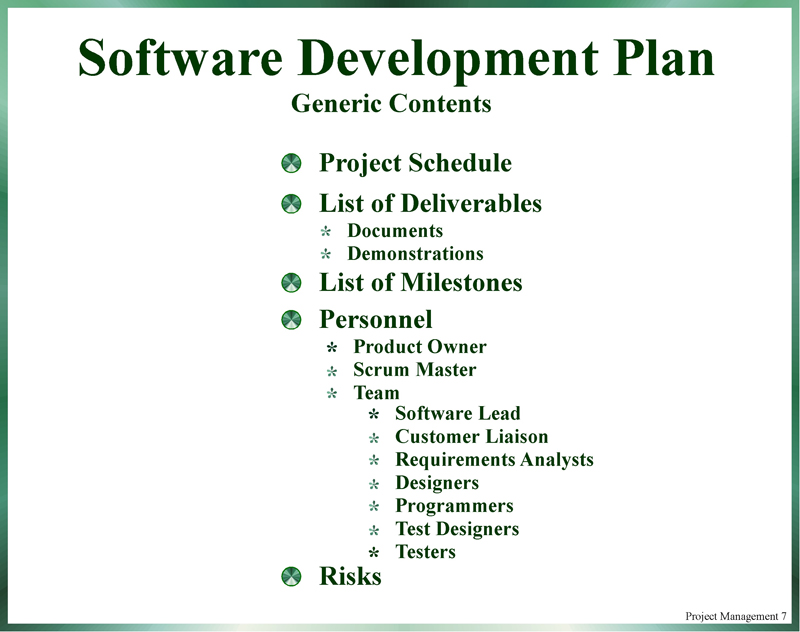 Software Development Plan
Generic Contents
Project Schedule
List of Deliverables
* Documents
* Demonstrations
List of Milestones
Personnel
* Product Owner
* Scrum Master
* Team
* Software Lead
* Customer Liaison
* Requirements Analysts
* Designers
* Programmers
* Test Designers
* Testers
Risks
Project Management 7